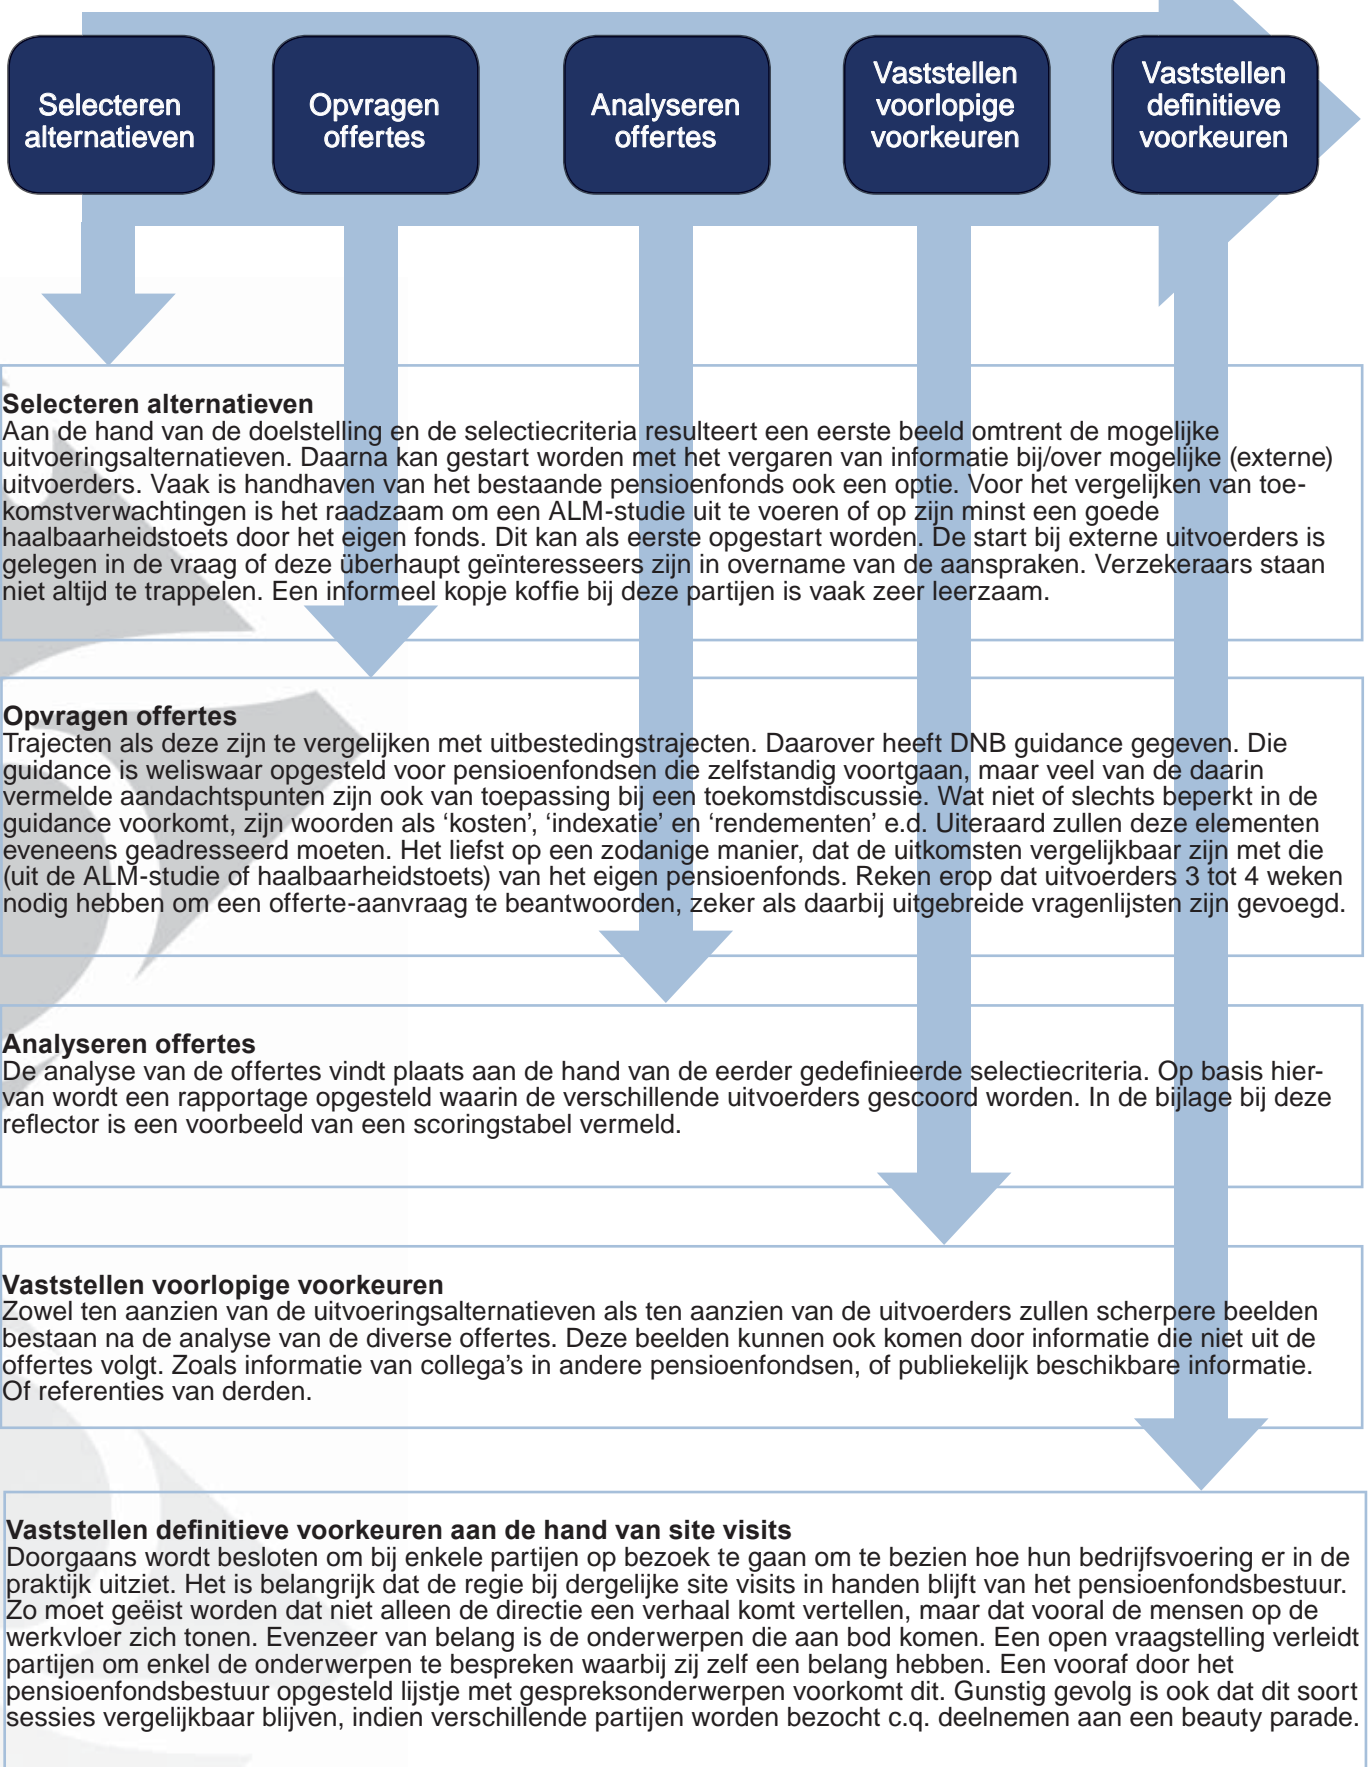 Selecteren
alternatieven
Opvragen
offertes
Analyseren
offertes
Vaststellen
voorlopige
voorkeuren
Vaststellen
definitieve
voorkeuren
Selecteren alternatieven
Aan de hand van de doelstelling en de selectiecriteria resulteert een eerste beeld omtrent de mogelijke
uitvoeringsalternatieven. Daarna kan gestart worden met het vergaren van informatie bij/over mogelijke (externe)
uitvoerders. Vaak is handhaven van het bestaande pensioenfonds ook een optie. Voor het vergelijken van toe-
komstverwachtingen is het raadzaam om een ALM-studie uit te voeren of op zijn minst een goede
haalbaarheidstoets door het eigen fonds. Dit kan als eerste opgestart worden. De start bij externe uitvoerders is
gelegen in de vraag of deze überhaupt geïnteresseers zijn in overname van de aanspraken. Verzekeraars staan
niet altijd te trappelen. Een informeel kopje koffie bij deze partijen is vaak zeer leerzaam.
Opvragen offertes
Trajecten als deze zijn te vergelijken met uitbestedingstrajecten. Daarover heeft DNB guidance gegeven. Die
guidance is weliswaar opgesteld voor pensioenfondsen die zelfstandig voortgaan, maar veel van de daarin
vermelde aandachtspunten zijn ook van toepassing bij een toekomstdiscussie. Wat niet of slechts beperkt in de
guidance voorkomt, zijn woorden als ‘kosten’, ‘indexatie’ en ‘rendementen’ e.d. Uiteraard zullen deze elementen
eveneens geadresseerd moeten. Het liefst op een zodanige manier, dat de uitkomsten vergelijkbaar zijn met die
(uit de ALM-studie of haalbaarheidstoets) van het eigen pensioenfonds. Reken erop dat uitvoerders 3 tot 4 weken
nodig hebben om een offerte-aanvraag te beantwoorden, zeker als daarbij uitgebreide vragenlijsten zijn gevoegd.
Analyseren offertes
De analyse van de offertes vindt plaats aan de hand van de eerder gedefinieerde selectiecriteria. Op basis hier-
van wordt een rapportage opgesteld waarin de verschillende uitvoerders gescoord worden. In de bijlage bij deze
reflector is een voorbeeld van een scoringstabel vermeld.
Vaststellen voorlopige voorkeuren
Zowel ten aanzien van de uitvoeringsalternatieven als ten aanzien van de uitvoerders zullen scherpere beelden
bestaan na de analyse van de diverse offertes. Deze beelden kunnen ook komen door informatie die niet uit de
offertes volgt. Zoals informatie van collega’s in andere pensioenfondsen, of publiekelijk beschikbare informatie.
Of referenties van derden.
Vaststellen definitieve voorkeuren aan de hand van site visits
Doorgaans wordt besloten om bij enkele partijen op bezoek te gaan om te bezien hoe hun bedrijfsvoering er in de
praktijk uitziet. Het is belangrijk dat de regie bij dergelijke site visits in handen blijft van het pensioenfondsbestuur.
Zo moet geëist worden dat niet alleen de directie een verhaal komt vertellen, maar dat vooral de mensen op de
werkvloer zich tonen. Evenzeer van belang is de onderwerpen die aan bod komen. Een open vraagstelling verleidt
partijen om enkel de onderwerpen te bespreken waarbij zij zelf een belang hebben. Een vooraf door het
pensioenfondsbestuur opgesteld lijstje met gespreksonderwerpen voorkomt dit. Gunstig gevolg is ook dat dit soort
sessies vergelijkbaar blijven, indien verschillende partijen worden bezocht c.q. deelnemen aan een beauty parade.